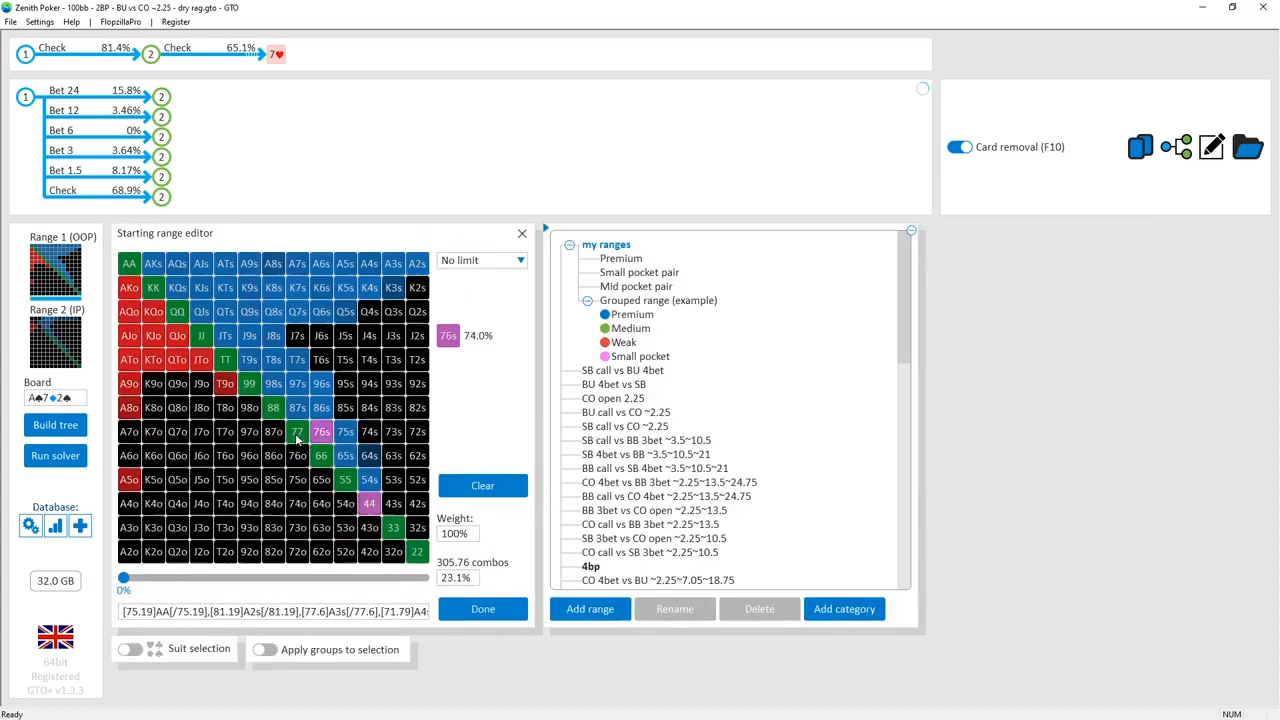 Zenith Poker - 100bb - 2BP - BU vs CO ~2.25 - dry rag.gto - GTO
File Settings Help FlopzillaPro Register
1 Check 81.4% 2 Check 65.1% 7♥
1 Bet 24 15.8% 2
Bet 12 3.46% 2
Bet 6 0% 2
Bet 3 3.64% 2
Bet 1.5 8.17% 2
Check 68.9% 2
Card removal (F10)
Range 1 (OOP)
Range 2 (IP)
Board
A♠7♦2♠
Build tree
Run solver
Database:
32.0 GB
64bit
Registered
GTO+ v1.3.3
Starting range editor
AA AKs AQs AJs ATs A9s A8s A7s A6s A5s A4s A3s A2s
AKo KK KQs KJs KTs K9s K8s K7s K6s K5s K4s K3s K2s
AQo KQo QQ QJs QTs Q9s Q8s Q7s Q6s Q5s Q4s Q3s Q2s
AJo KJo QJo JJ JTs J9s J8s J7s J6s J5s J4s J3s J2s
ATo KTo QTo JTo TT T9s T8s T7s T6s T5s T4s T3s T2s
A9o K9o Q9o J9o T9o 99 98s 97s 96s 95s 94s 93s 92s
A8o K8o Q8o J8o T8o 98o 88 87s 86s 85s 84s 83s 82s
A7o K7o Q7o J7o T7o 97o 87o 77 76s 75s 74s 73s 72s
A6o K6o Q6o J6o T6o 96o 86o 76o 66 65s 64s 63s 62s
A5o K5o Q5o J5o T5o 95o 85o 75o 65o 55 54s 53s 52s
A4o K4o Q4o J4o T4o 94o 84o 74o 64o 54o 44 43s 42s
A3o K3o Q3o J3o T3o 93o 83o 73o 63o 53o 43o 33 32s
A2o K2o Q2o J2o T2o 92o 82o 72o 62o 52o 42o 32o 22
0%
[75.19]AA[/75.19],[81.19]A2s[/81.19],[77.6]A3s[/77.6],[71.79]A4s
No limit
76s 74.0%
Clear
Weight:
100%
305.76 combos
23.1%
Done
Suit selection
Apply groups to selection
my ranges
Premium
Small pocket pair
Mid pocket pair
Grouped range (example)
Premium
Medium
Weak
Small pocket
SB call vs BU 4bet
BU 4bet vs SB
CO open 2.25
BU call vs CO ~2.25
SB call vs CO ~2.25
SB call vs BB 3bet ~3.5~10.5
SB 4bet vs BB ~3.5~10.5~21
BB call vs SB 4bet ~3.5~10.5~21
CO 4bet vs BB 3bet ~2.25~13.5~24.75
BB call vs CO 4bet ~2.25~13.5~24.75
BB 3bet vs CO open ~2.25~13.5
CO call vs BB 3bet ~2.25~13.5
SB 3bet vs CO open ~2.25~10.5
CO call vs SB 3bet ~2.25~10.5
4bp
CO 4bet vs BU ~2.25~7.05~18.75
Add range
Rename
Delete
Add category
Ready
NUM